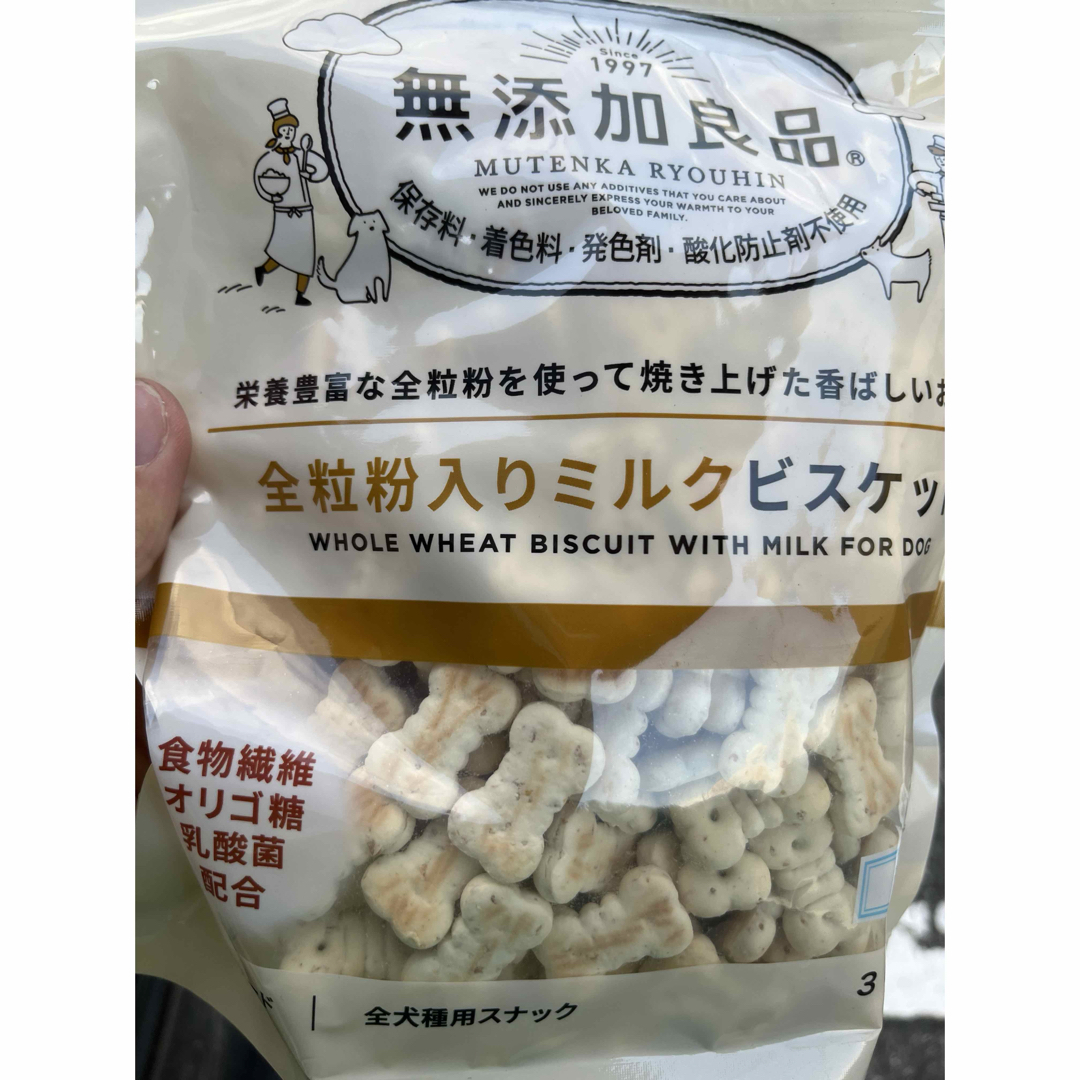 Since
1997
無添加良品®
MUTENKA RYOUHIN
WE DO NOT USE ANY ADDITIVES THAT YOU CARE ABOUT
AND SINCERELY EXPRESS YOUR WARMTH TO YOUR
BELOVED FAMILY.
保存料・着色料・発色剤・酸化防止剤不使用
栄養豊富な全粒粉を使って焼き上げた香ばしいお
全粒粉入りミルクビスケッ
WHOLE WHEAT BISCUIT WITH MILK FOR DOG
食物繊維
オリゴ糖
乳酸菌
配合
ド | 全犬種用スナック
3